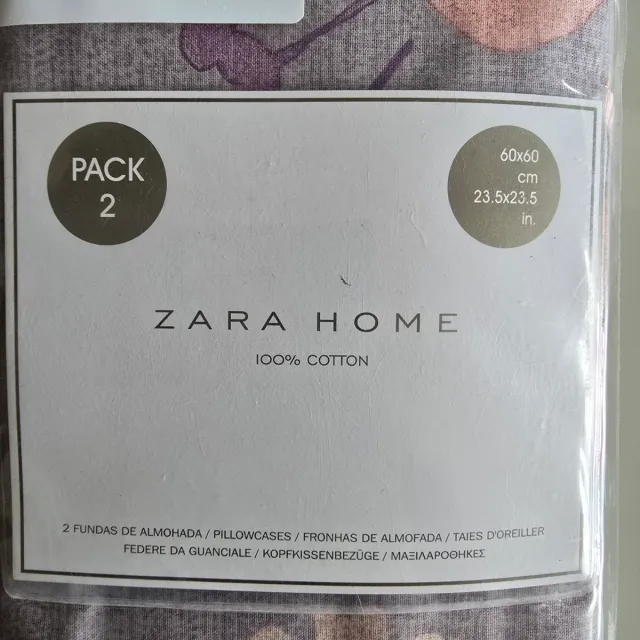 PACK
2
60x60
cm
23.5x23.5
in.
ZARA HOME
100% COTTON
2 FUNDAS DE ALMOHADA / PILLOWCASES / FRONHAS DE ALMOFADA / TAIES D'OREILLER
FEDERE DA GUANCIALE / KOPFKISSENBEZÜGE / ΜΑΞΙΛΑΡΟΘΗΚΕΣ